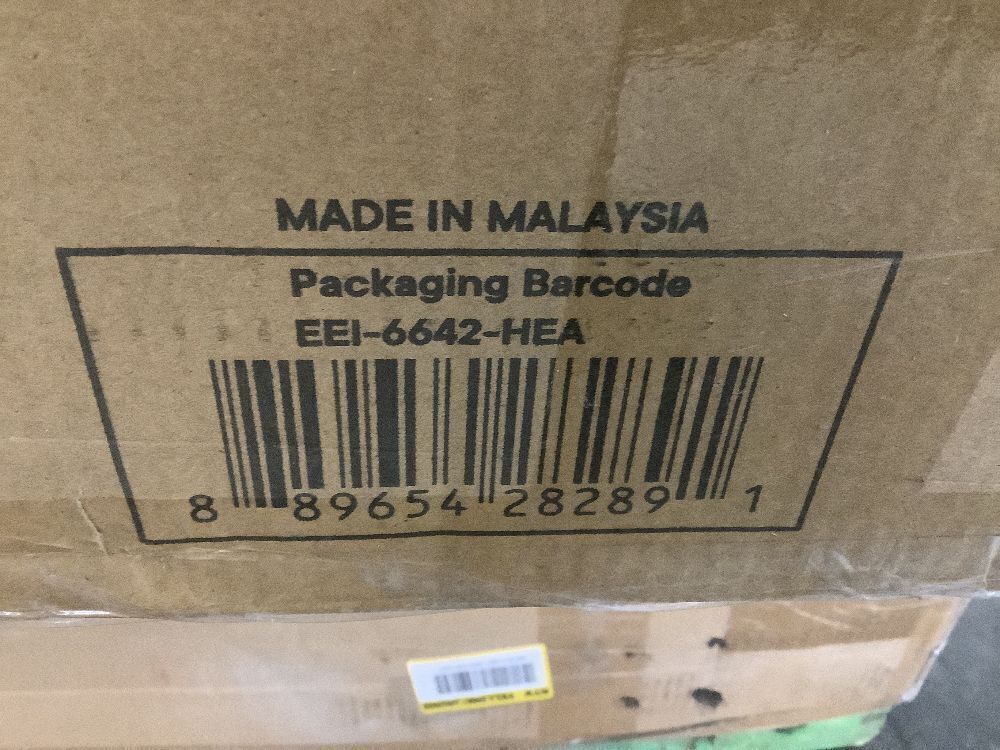 MADE IN MALAYSIA
Packaging Barcode
EEI-6642-HEA
8 89654 28289 1